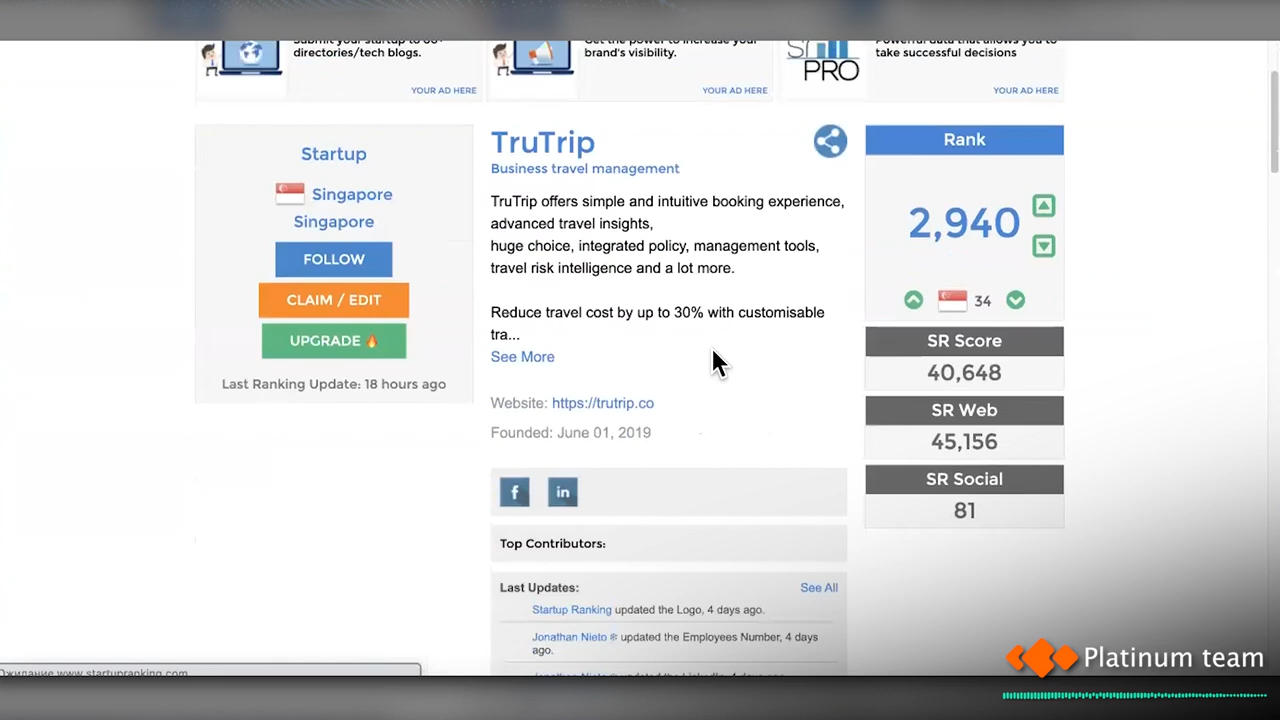 directories/tech blogs.
YOUR AD HERE
brand's visibility.
YOUR AD HERE
PRO
take successful decisions
YOUR AD HERE
Startup
Singapore
Singapore
FOLLOW
CLAIM / EDIT
UPGRADE 🔥
Last Ranking Update: 18 hours ago
TruTrip
Business travel management
TruTrip offers simple and intuitive booking experience,
advanced travel insights,
huge choice, integrated policy, management tools,
travel risk intelligence and a lot more.
Reduce travel cost by up to 30% with customisable
tra...
See More
Website: https://trutrip.co
Founded: June 01, 2019
f
in
Top Contributors:
Last Updates:
See All
Startup Ranking updated the Logo, 4 days ago.
Jonathan Nieto updated the Employees Number, 4 days
ago.
Rank
2,940
34
SR Score
40,648
SR Web
45,156
SR Social
81
Ожидание www.startupranking.com
Platinum team